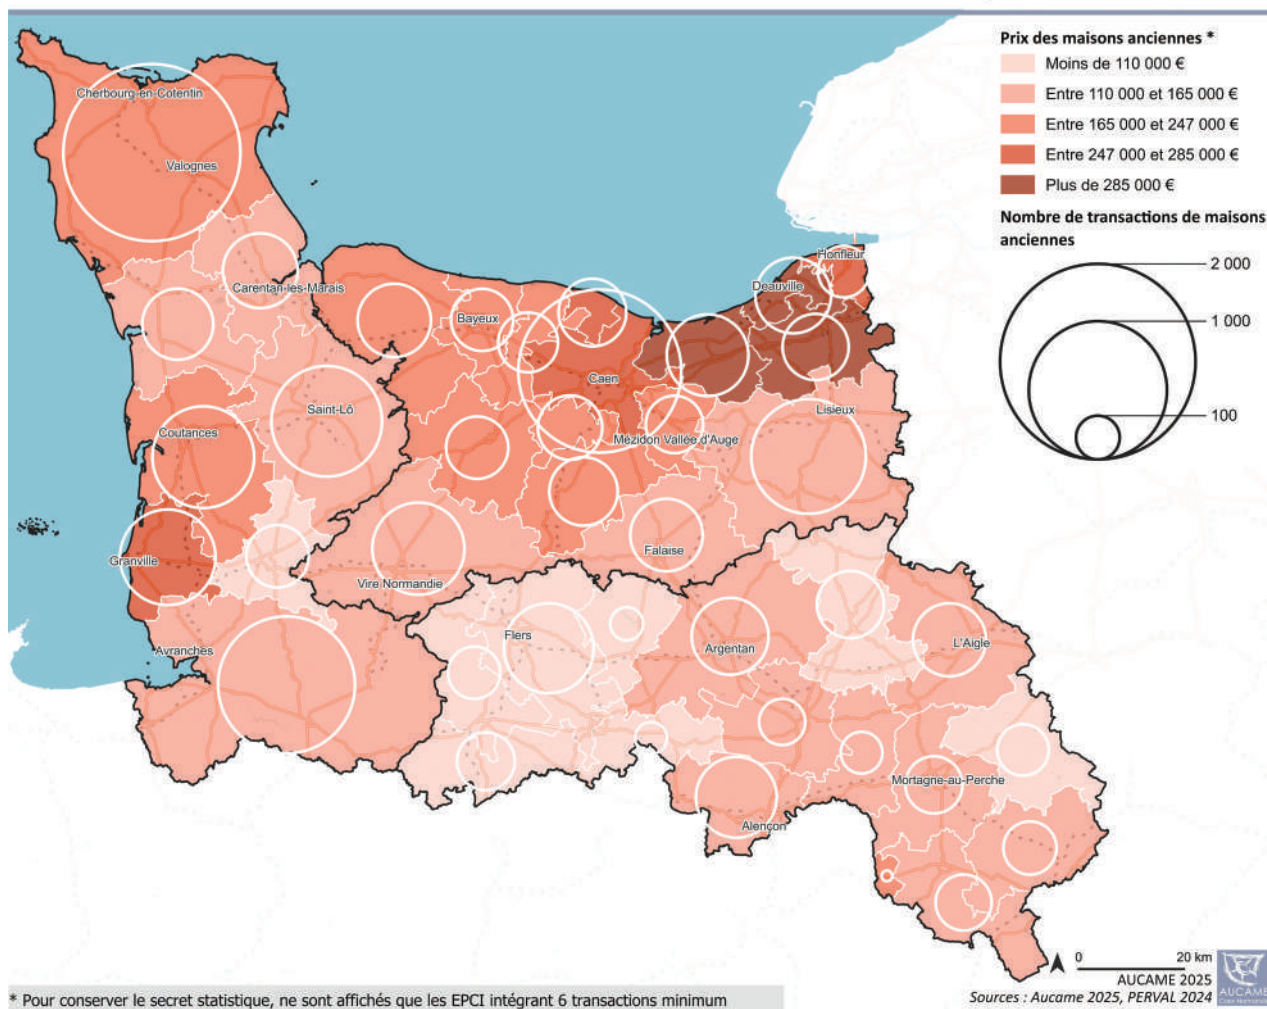 Prix des maisons anciennes *
Moins de 110 000 €
Entre 110 000 et 165 000 €
Entre 165 000 et 247 000 €
Entre 247 000 et 285 000 €
Plus de 285 000 €
Nombre de transactions de maisons
anciennes
2 000
1 000
100
Cherbourg-en-Cotentin
Valognes
Honfleur
Deauville
Carentan-les-Marais
Bayeux
Caen
Saint-Lô
Lisieux
Coutances
Mézidon Vallée d'Auge
Granville
Falaise
Vire Normandie
Flers
L'Aigle
Avranches
Argentan
Mortagne-au-Perche
Alençon
0 20 km
AUCAME 2025
Sources : Aucame 2025, PERVAL 2024
AUCAME
Caen Normandie
* Pour conserver le secret statistique, ne sont affichés que les EPCI intégrant 6 transactions minimum